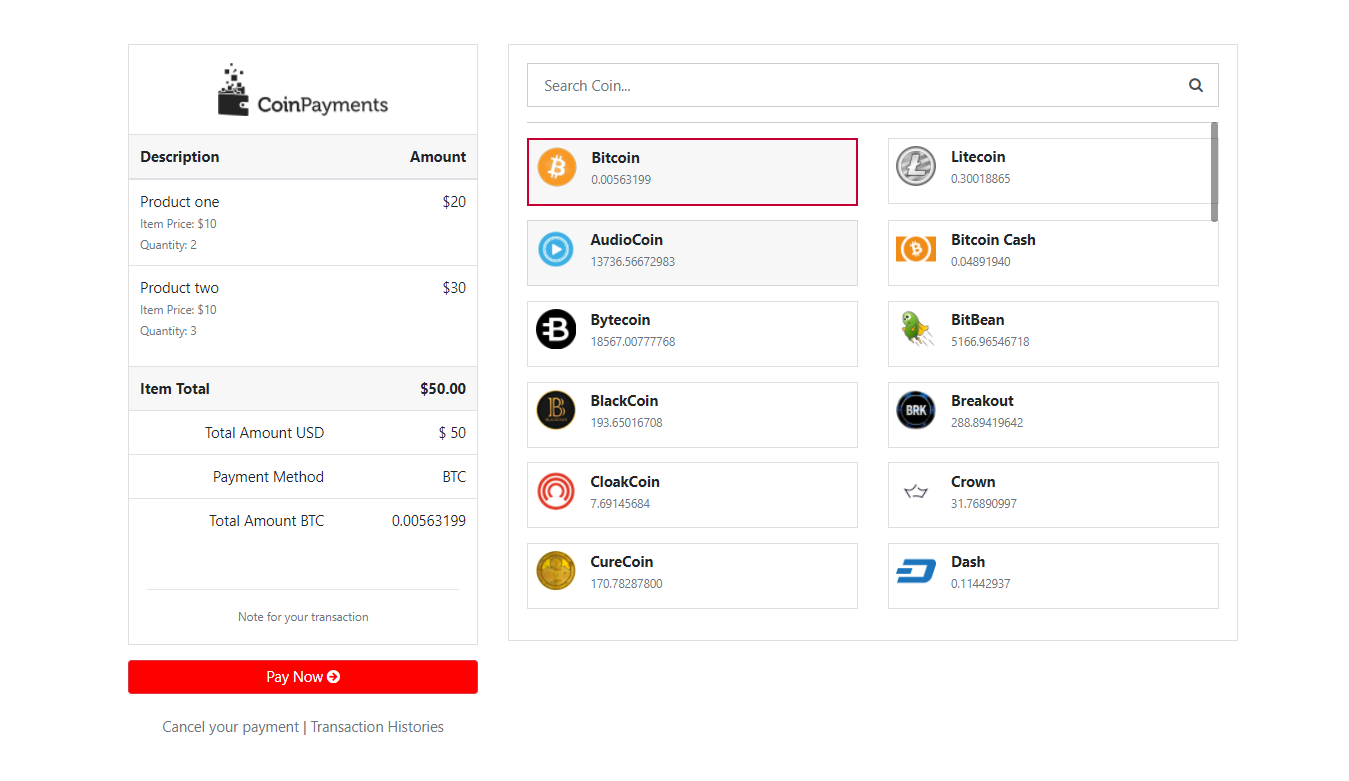 CoinPayments
Description Amount
Product one $20
Item Price: $10
Quantity: 2
Product two $30
Item Price: $10
Quantity: 3
Item Total $50.00
Total Amount USD $ 50
Payment Method BTC
Total Amount BTC 0.00563199
Note for your transaction
Pay Now
Cancel your payment | Transaction Histories
Search Coin...
Bitcoin
0.00563199
Litecoin
0.30018865
AudioCoin
13736.56672983
Bitcoin Cash
0.04891940
Bytecoin
18567.00777768
BitBean
5166.96546718
BlackCoin
193.65016708
BRK
Breakout
288.89419642
CloakCoin
7.69145684
Crown
31.76890997
CureCoin
170.78287800
Dash
0.11442937